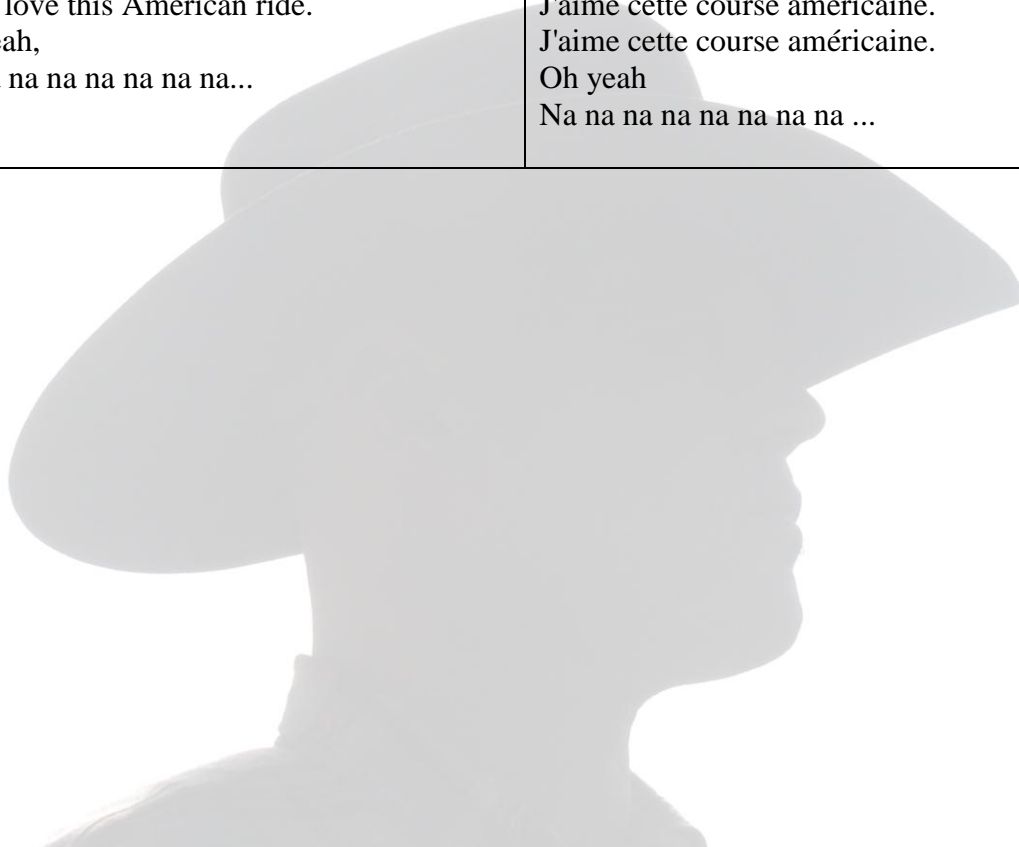 love this American ride.
eah,
na na na na na na...
J'aime cette course américaine.
J'aime cette course américaine.
Oh yeah
Na na na na na na na na ...